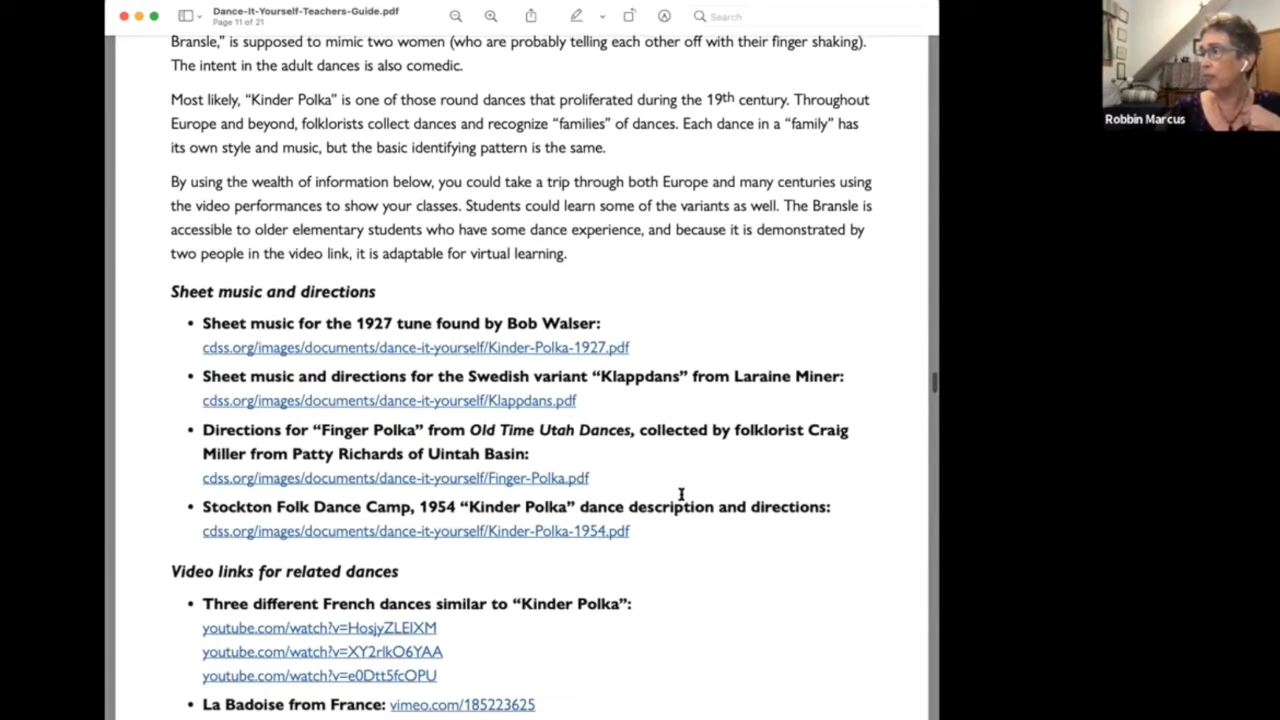 Dance-It-Yourself-Teachers-Guide.pdf
Page 11 of 21
Search
Bransle,” is supposed to mimic two women (who are probably telling each other off with their finger shaking).
The intent in the adult dances is also comedic.
Most likely, “Kinder Polka” is one of those round dances that proliferated during the 19th century. Throughout
Europe and beyond, folklorists collect dances and recognize “families” of dances. Each dance in a “family” has
its own style and music, but the basic identifying pattern is the same.
By using the wealth of information below, you could take a trip through both Europe and many centuries using
the video performances to show your classes. Students could learn some of the variants as well. The Bransle is
accessible to older elementary students who have some dance experience, and because it is demonstrated by
two people in the video link, it is adaptable for virtual learning.
Sheet music and directions
• Sheet music for the 1927 tune found by Bob Walser:
cdss.org/images/documents/dance-it-yourself/Kinder-Polka-1927.pdf
• Sheet music and directions for the Swedish variant “Klappdans” from Laraine Miner:
cdss.org/images/documents/dance-it-yourself/Klappdans.pdf
• Directions for “Finger Polka” from Old Time Utah Dances, collected by folklorist Craig
Miller from Patty Richards of Uintah Basin:
cdss.org/images/documents/dance-it-yourself/Finger-Polka.pdf
• Stockton Folk Dance Camp, 1954 “Kinder Polka” dance description and directions:
cdss.org/images/documents/dance-it-yourself/Kinder-Polka-1954.pdf
Video links for related dances
• Three different French dances similar to “Kinder Polka”:
youtube.com/watch?v=HosjyZLEIXM
youtube.com/watch?v=XY2rlkO6YAA
youtube.com/watch?v=e0Dtt5fcOPU
• La Badoise from France: vimeo.com/185223625
Robbin Marcus